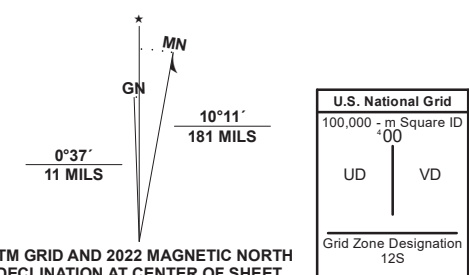 ★
MN
GN
10°11´
181 MILS
0°37´
11 MILS
TM GRID AND 2022 MAGNETIC NORTH
DECLINATION AT CENTER OF SHEET
U.S. National Grid
100,000 - m Square ID
⁴00
UD VD
Grid Zone Designation
12S